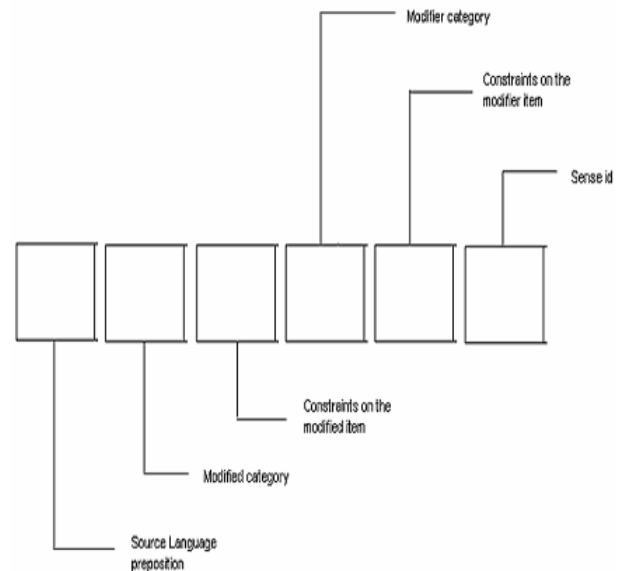 Modifier category
Constraints on the
modifier item
Sense id
Constraints on the
modified item
Modified category
Source Language
preposition